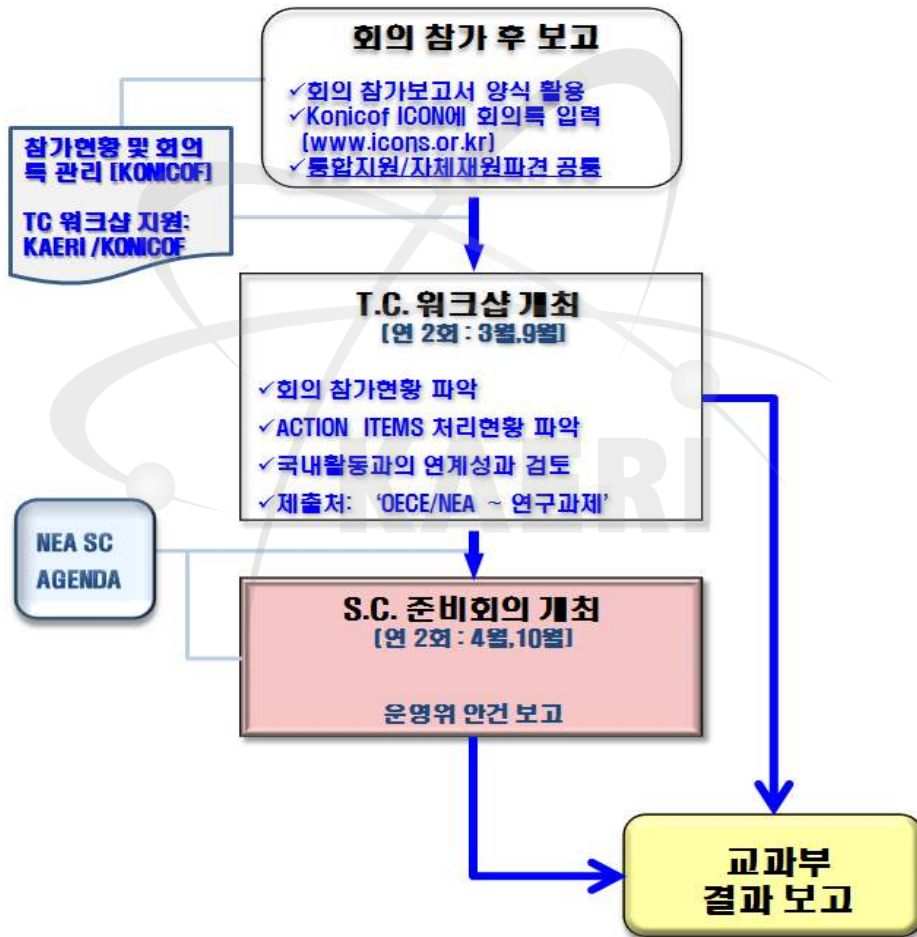 회의 참가 후 보고
✓회의 참가보고서 양식 활용
✓Konicof ICON에 회의록 입력
(www.icons.or.kr)
✓통합지원/자체재원파견 공통
참가현황 및 회의
록 관리 [KONICOF]
TC 워크샵 지원:
KAERI /KONICOF
T.C. 워크샵 개최
[연 2회 : 3월,9월]
✓회의 참가현황 파악
✓ACTION ITEMS 처리현황 파악
✓국내활동과의 연계성과 검토
✓제출처: ‘OECE/NEA ~ 연구과제’
KAERI
NEA SC
AGENDA
S.C. 준비회의 개최
[연 2회 : 4월,10월]
운영위 안건 보고
교과부
결과 보고